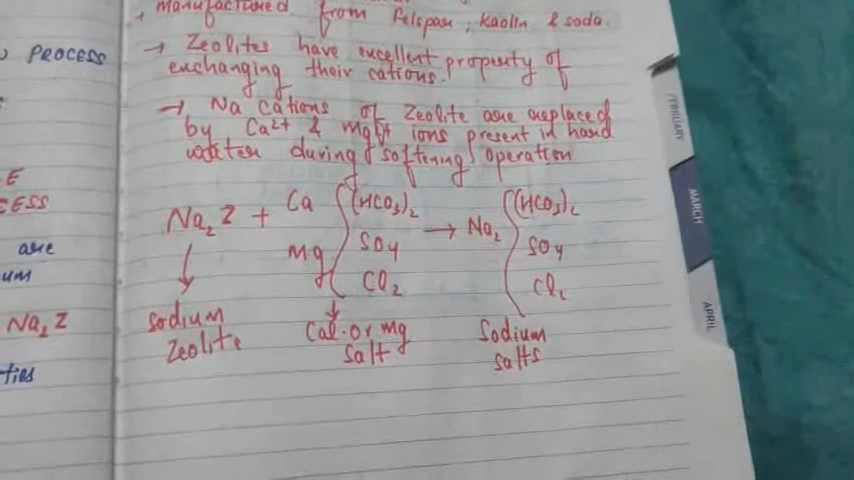 PROCESS
E
CESS
are
um
Na₂Z
ties
→ Manufactured from Felspar, Kaolin & soda.
→ Zeolites have excellent property of
exchanging their cations.
→ Na cations of Zeolite are replaced
by Ca²⁺ & Mg²⁺ ions present in hard
water during softening operation
Na₂Z + Ca (HCO₃)₂ → Na₂ (HCO₃)₂
Mg SO₄ SO₄
Cl₂ Cl₂
Sodium Zeolite
Cal. or Mg Salt
Sodium salts
FEBRUARY
MARCH
APRIL